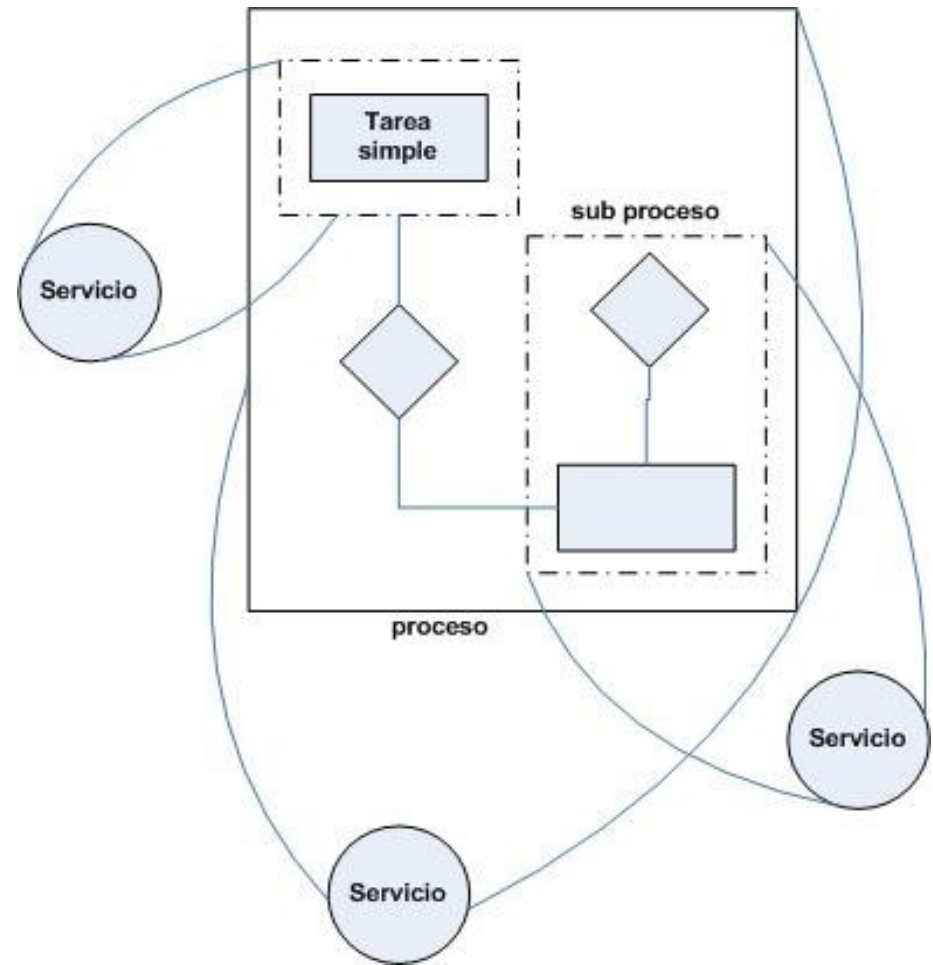 Tarea
simple
sub proceso
Servicio
proceso
Servicio
Servicio